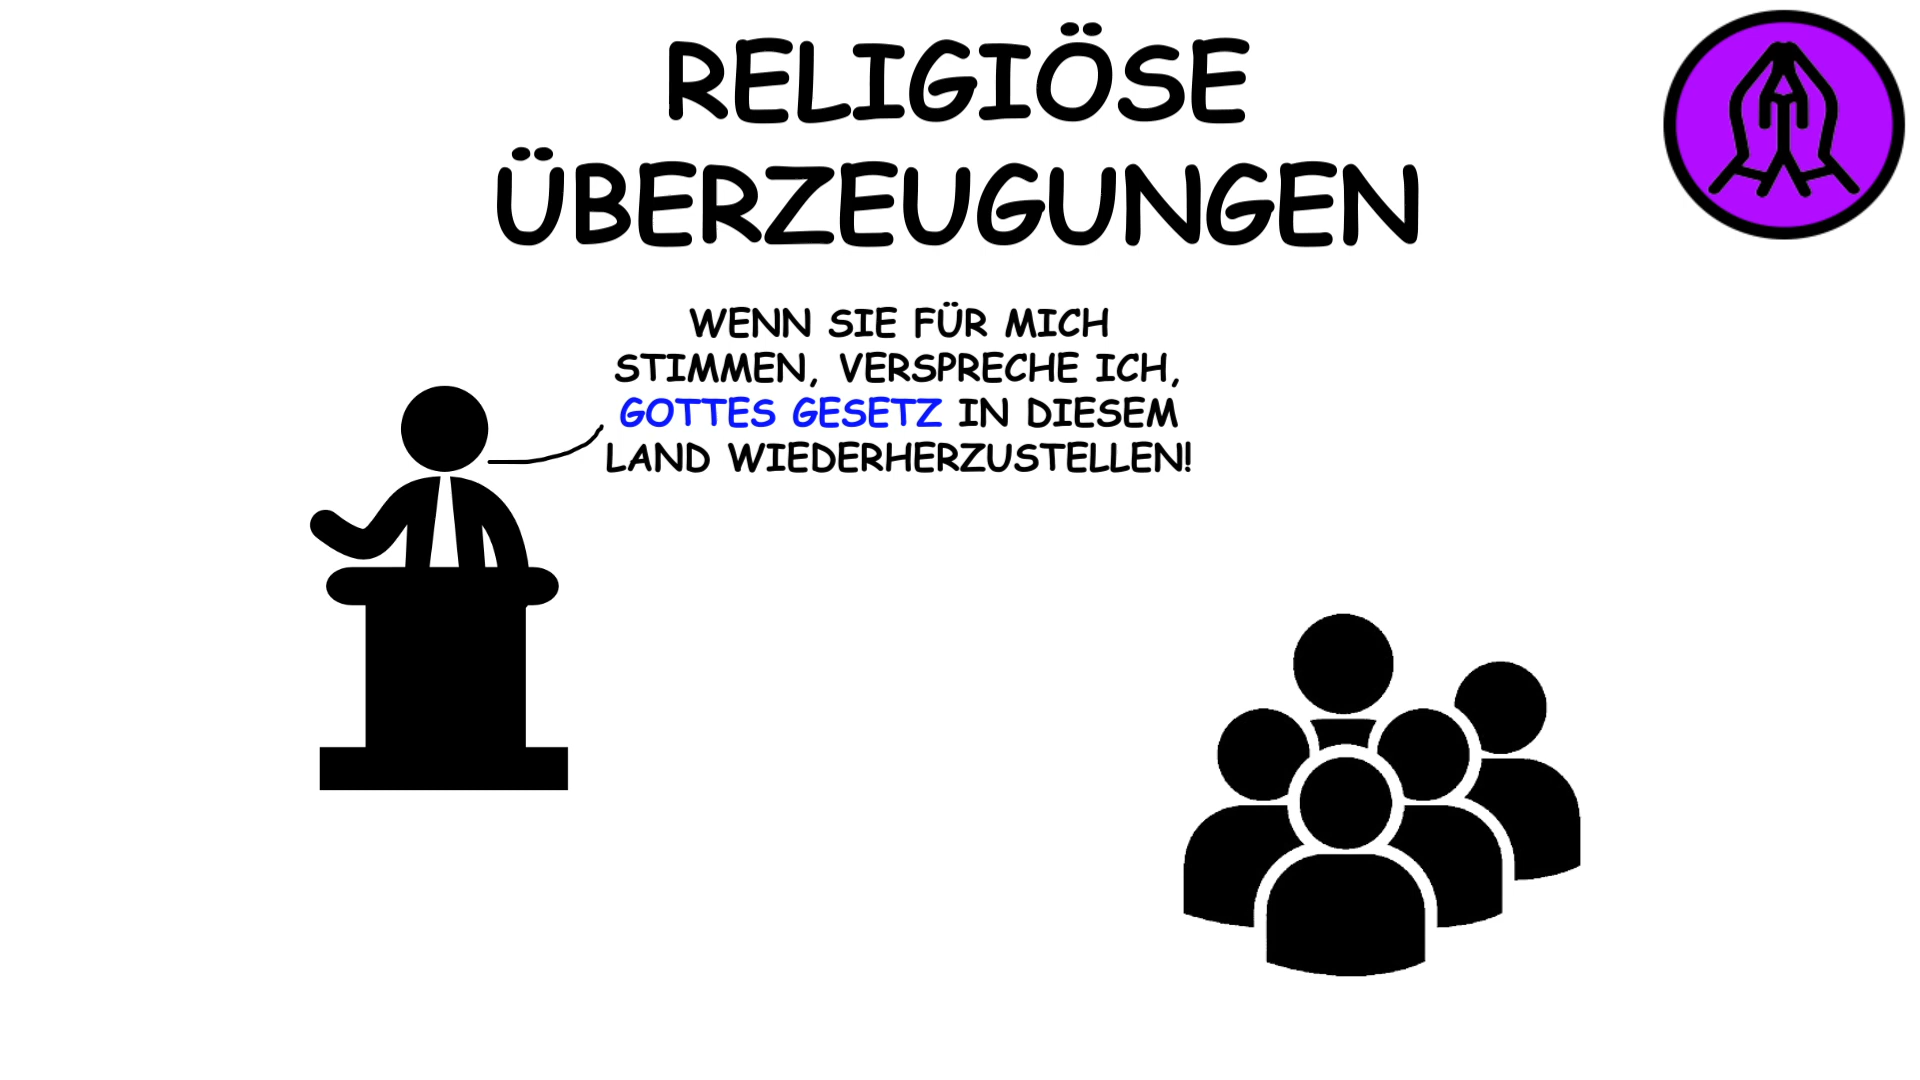 RELIGIÖSE
ÜBERZEUGUNGEN
WENN SIE FÜR MICH
STIMMEN, VERSPRECHE ICH,
GOTTES GESETZ IN DIESEM
LAND WIEDERHERZUSTELLEN!